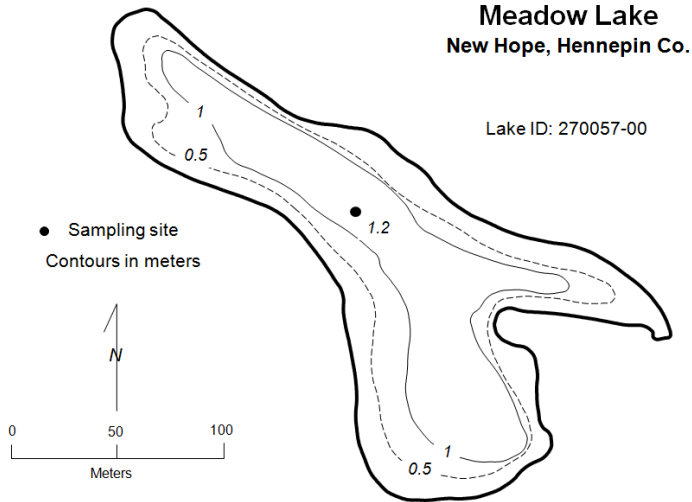 Meadow Lake
New Hope, Hennepin Co.
Lake ID: 270057-00
1
0.5
1.2
Sampling site
Contours in meters
N
0 50 100
Meters
1
0.5